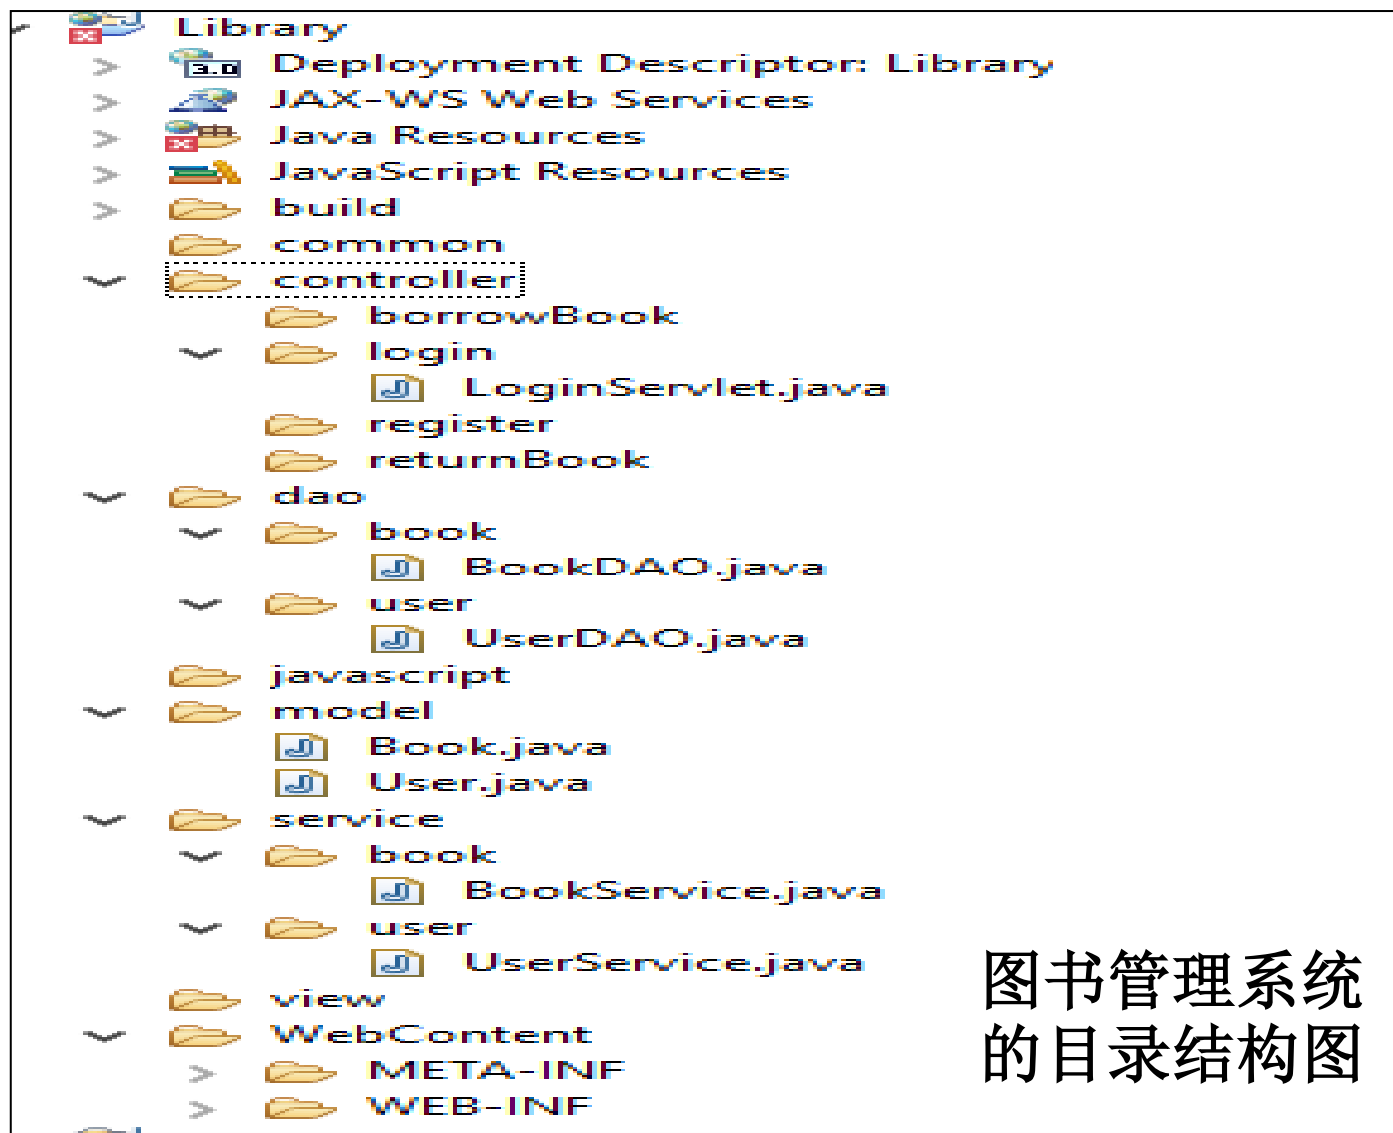 Library
Deployment Descriptor: Library
3.0
JAX-WS Web Services
Java Resources
JavaScript Resources
build
common
controller
borrowBook
login
LoginServlet.java
register
returnBook
dao
book
BookDAO.java
user
UserDAO.java
javascript
model
Book.java
User.java
service
book
BookService.java
user
UserService.java
view
WebContent
META-INF
WEB-INF
图书管理系统
的目录结构图